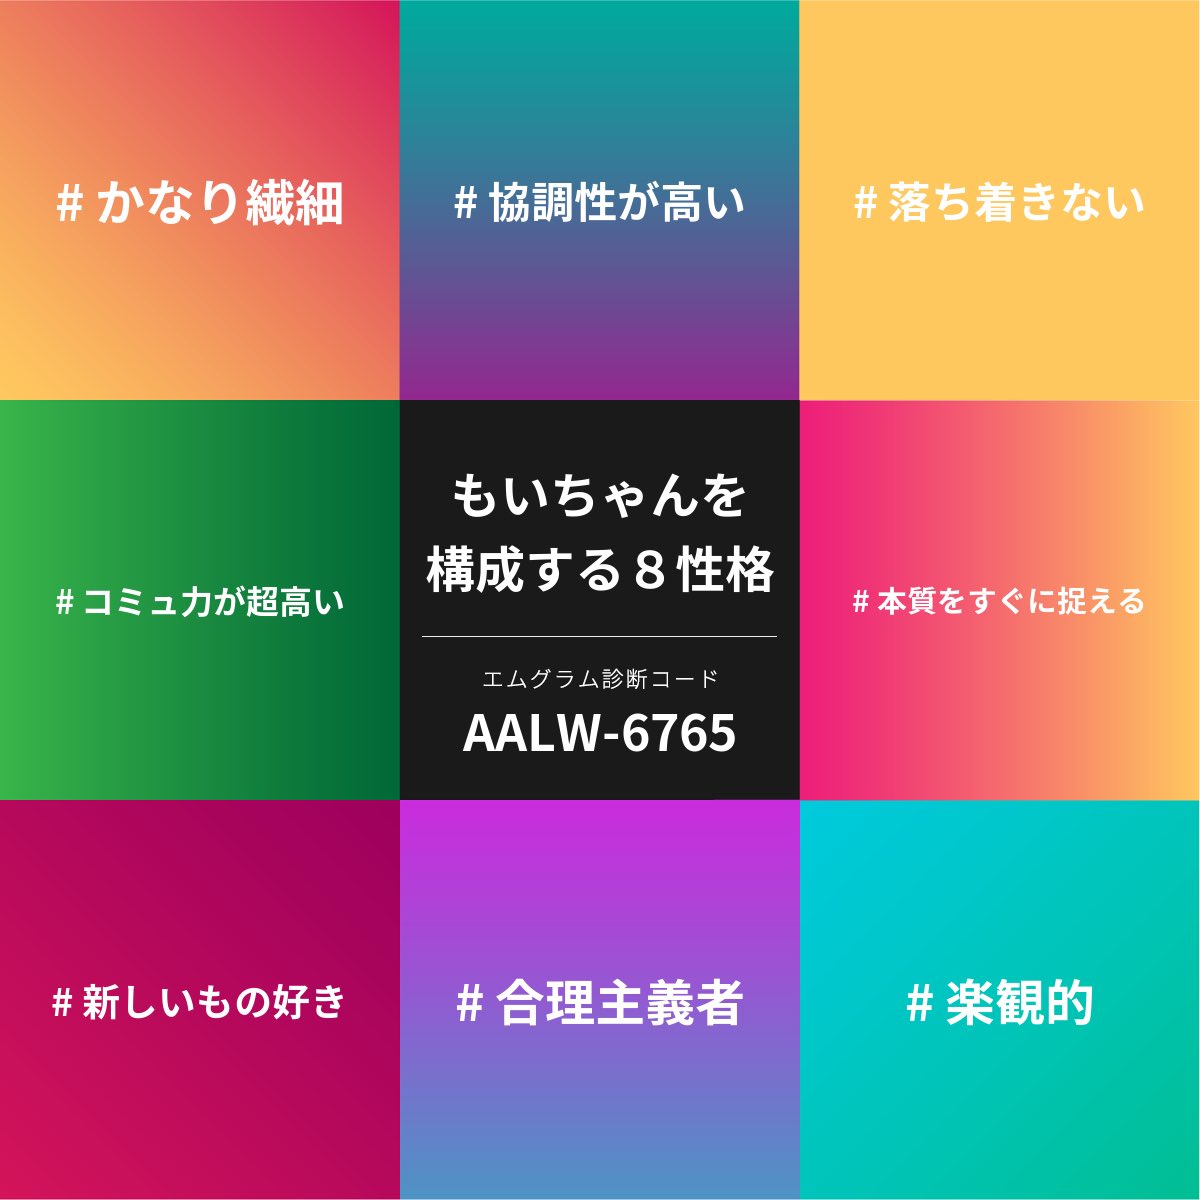 # かなり繊細
# 協調性が高い
# 落ち着きない
# コミュ力が超高い
もいちゃんを
構成する８性格
エムグラム診断コード
AALW-6765
# 本質をすぐに捉える
# 新しいもの好き
# 合理主義者
# 楽観的